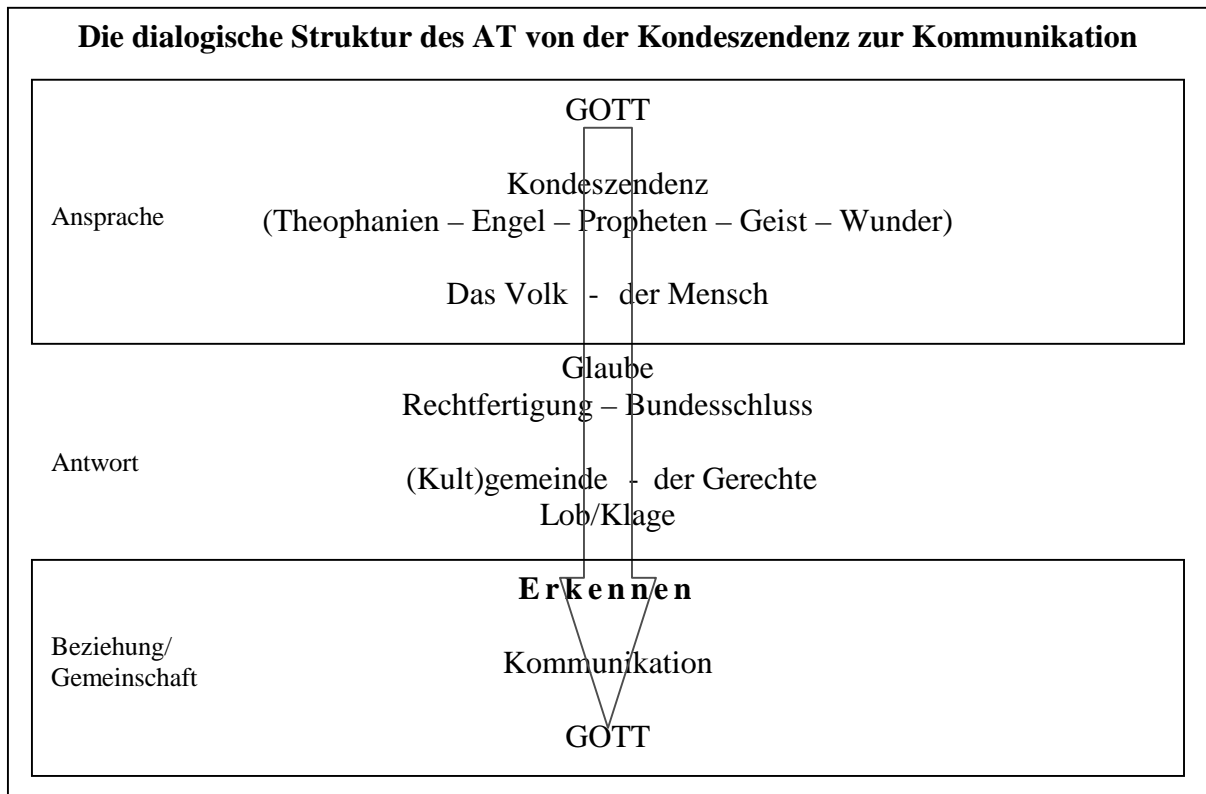 Die dialogische Struktur des AT von der Kondeszendenz zur Kommunikation
GOTT
Kondeszendenz
Ansprache
(Theophanien – Engel – Propheten – Geist – Wunder)
Das Volk - der Mensch
Glaube
Rechtfertigung – Bundesschluss
Antwort
(Kult)gemeinde - der Gerechte
Lob/Klage
Erkennen
Beziehung/
Gemeinschaft
Kommunikation
GOTT